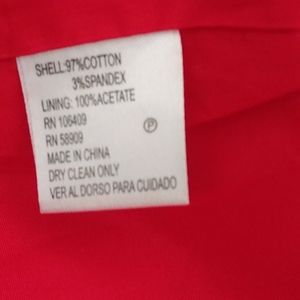 SHELL:97%COTTON
3%SPANDEX
LINING: 100%ACETATE
RN 106409
RN 58909
P
MADE IN CHINA
DRY CLEAN ONLY
VER AL DORSO PARA CUIDADO